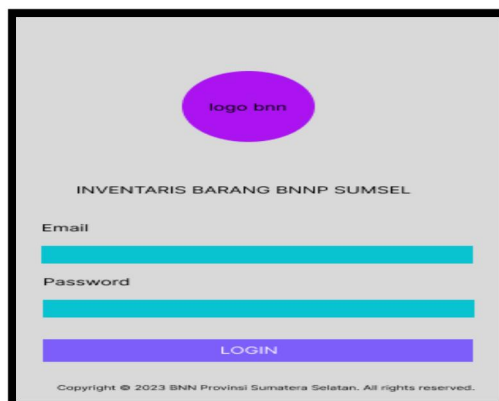 logo bnn
INVENTARIS BARANG BNNP SUMSEL
Email
Password
LOGIN
Copyright © 2023 BNN Provinsi Sumatera Selatan. All rights reserved.